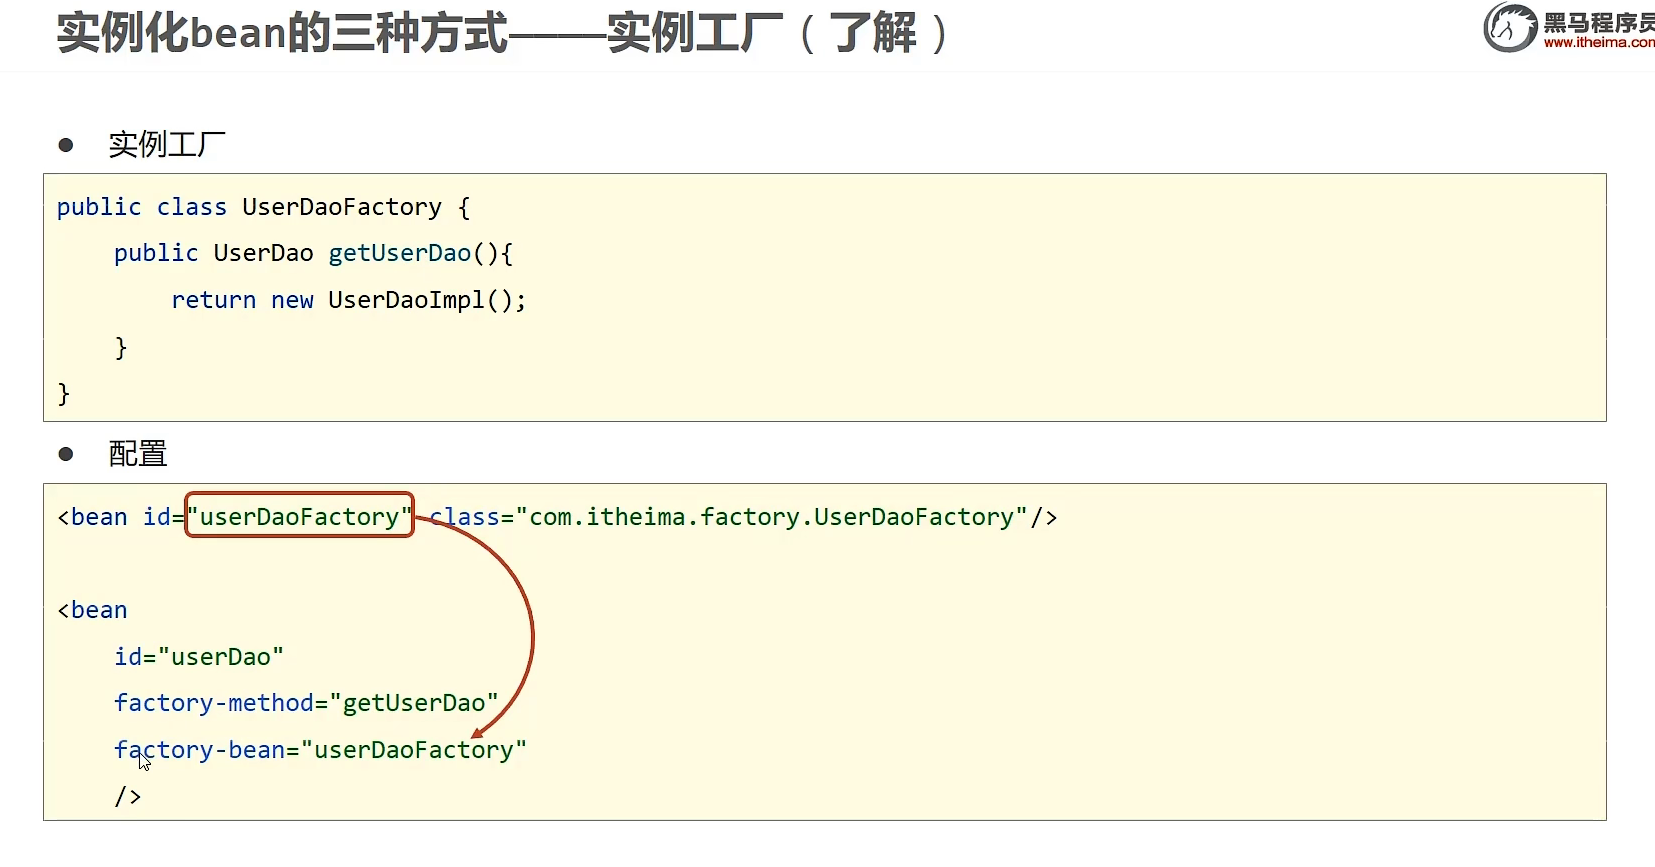 实例化bean的三种方式——实例工厂（了解）
黑马程序员
www.itheima.com
● 实例工厂
public class UserDaoFactory {
    public UserDao getUserDao(){
        return new UserDaoImpl();
    }
}
● 配置
<bean id="userDaoFactory" class="com.itheima.factory.UserDaoFactory"/>
<bean
    id="userDao"
    factory-method="getUserDao"
    factory-bean="userDaoFactory"
    />